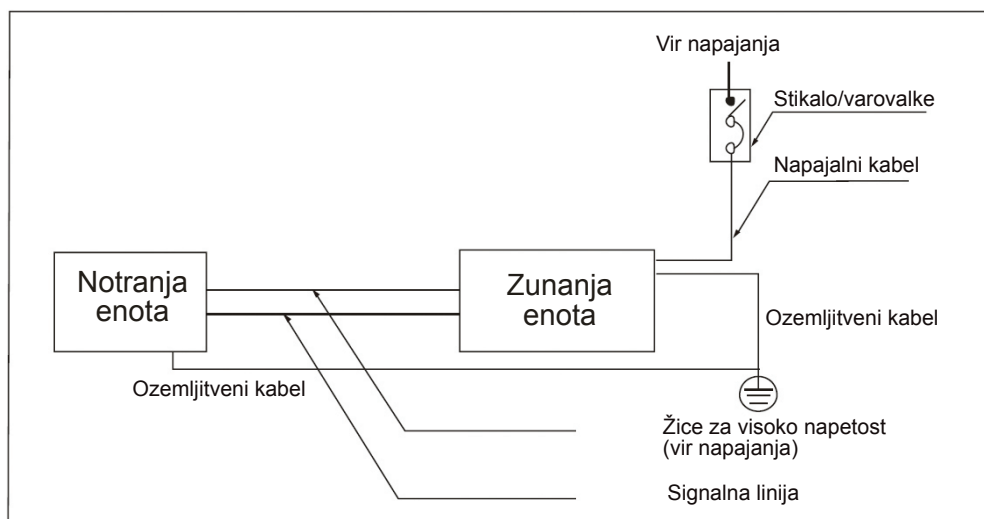 Vir napajanja
Stikalo/varovalke
Napajalni kabel
Notranja
enota
Zunanja
enota
Ozemljitveni kabel
Ozemljitveni kabel
Žice za visoko napetost
(vir napajanja)
Signalna linija